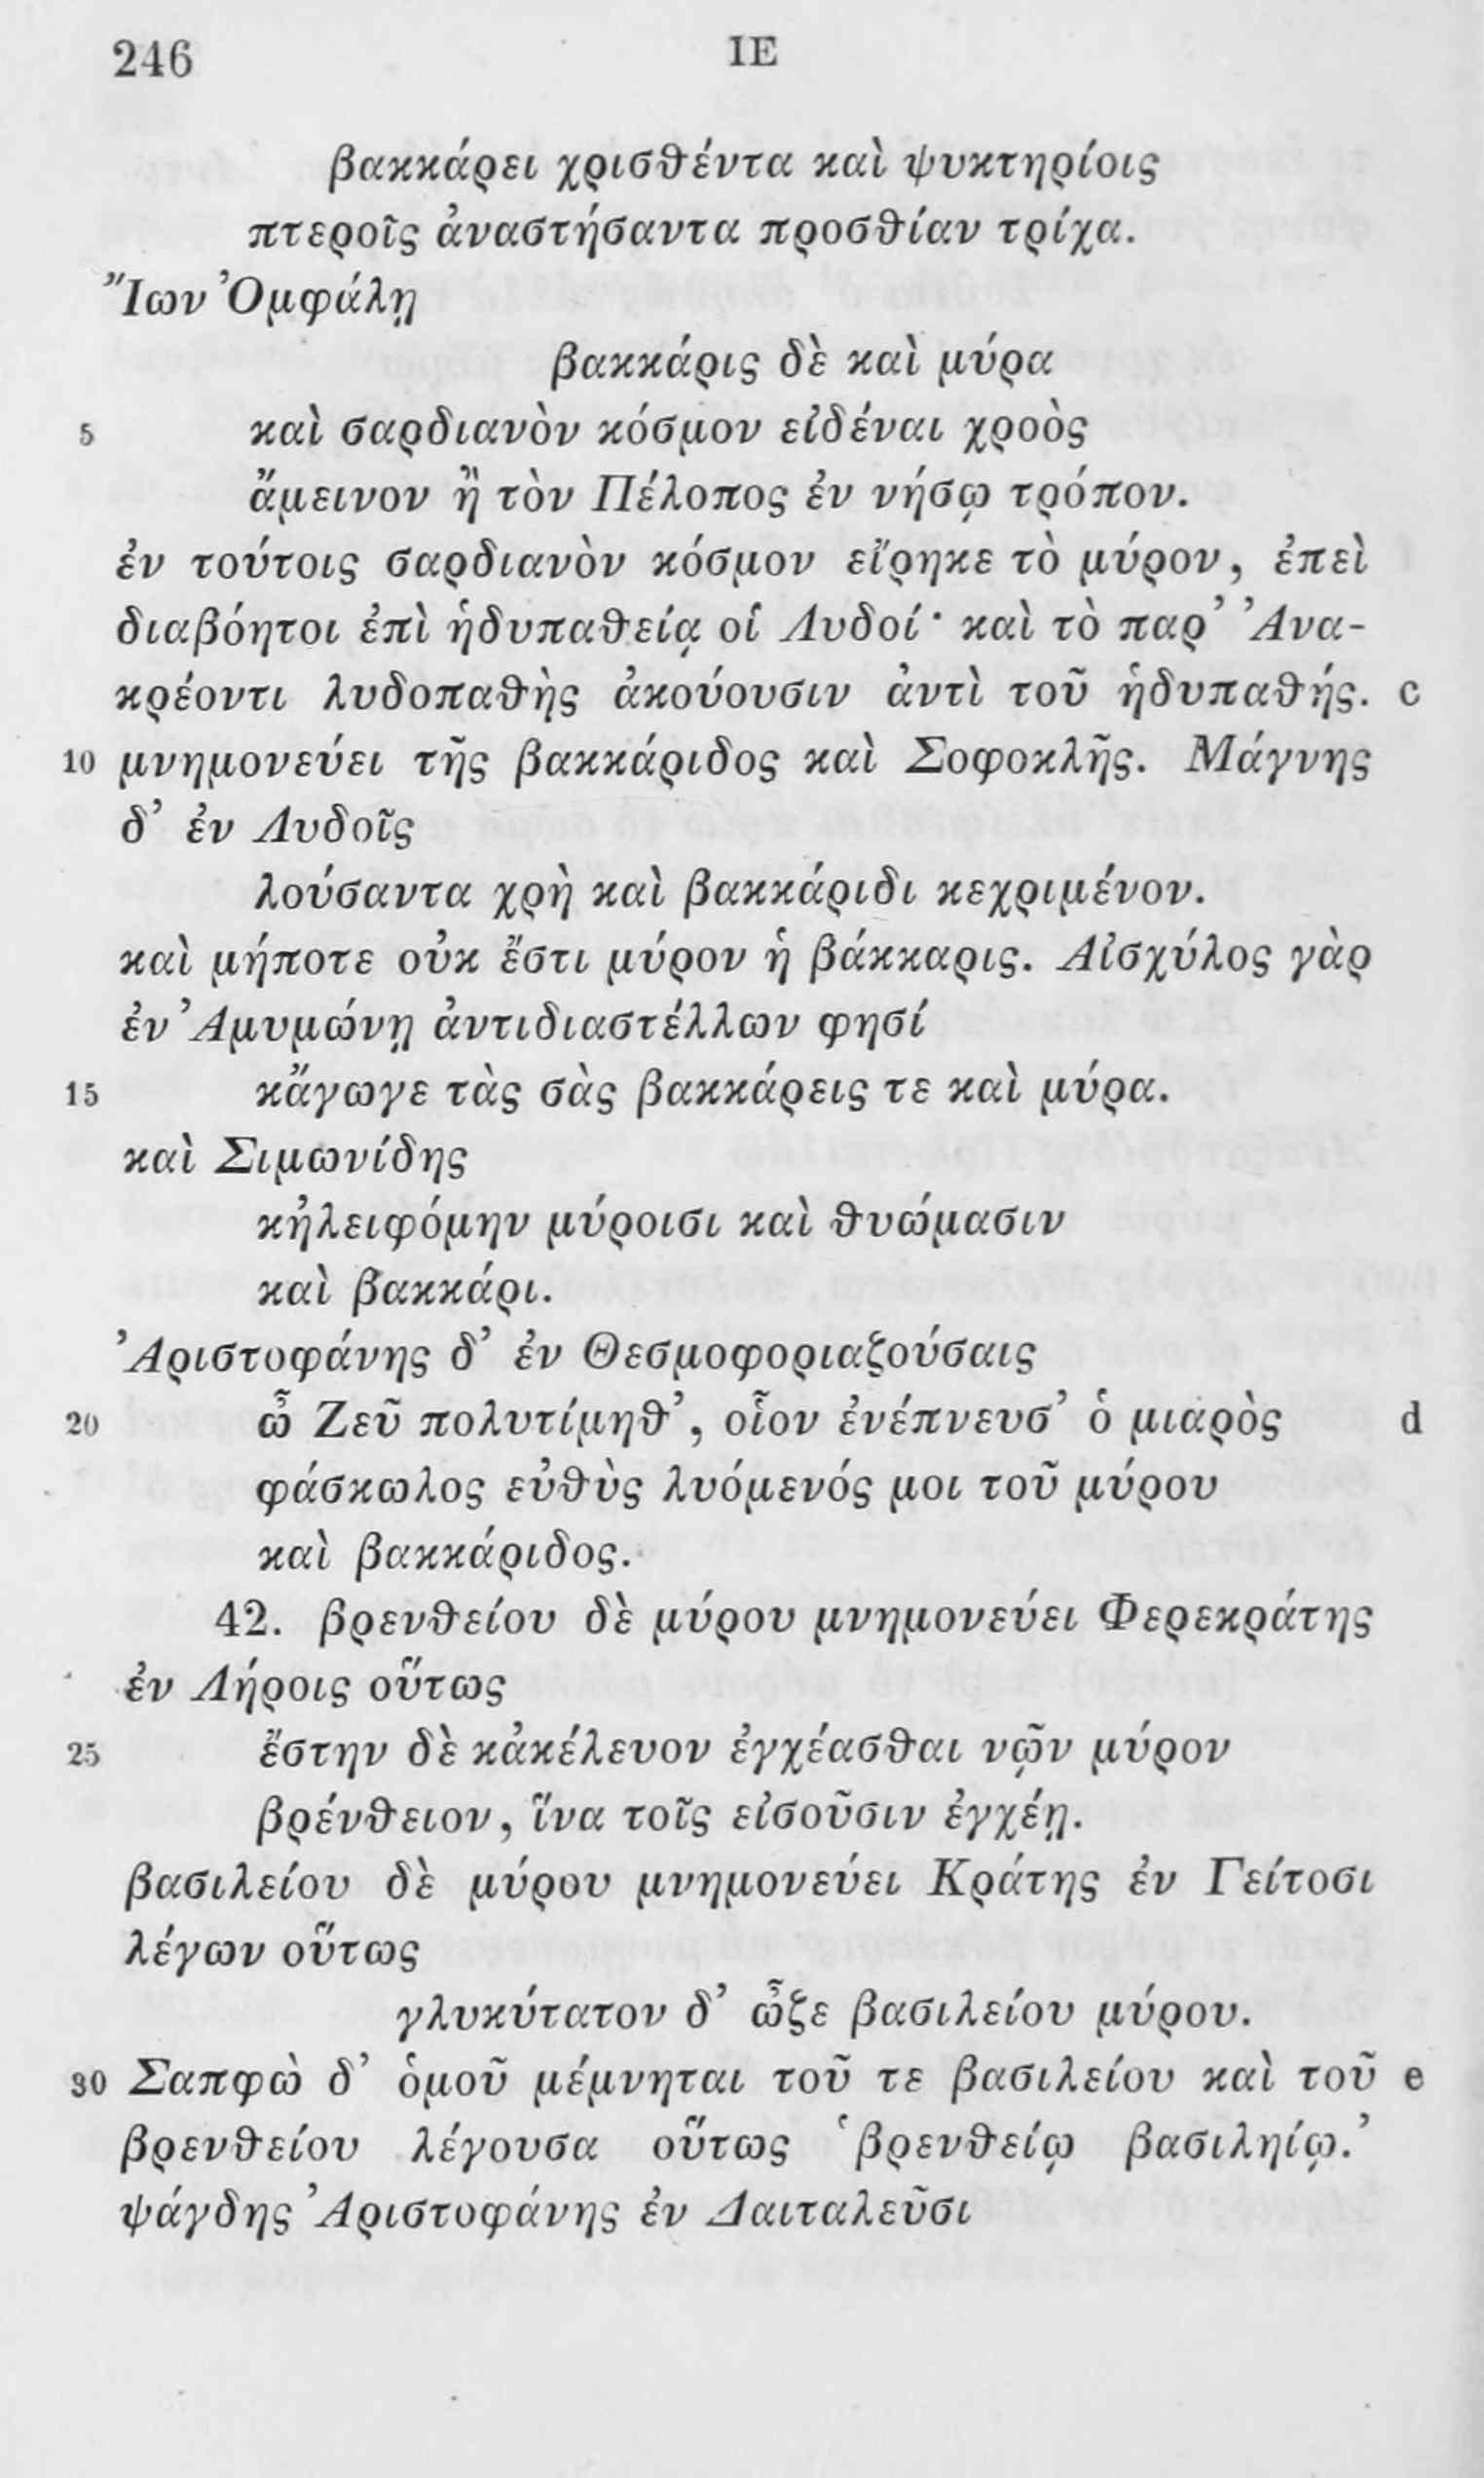 246 IE
βακκάρει χρισθέντα καὶ ψυκτηρίοις
πτεροῖς ἀναστήσαντα προσθίαν τρίχα.
Ἴων Ὀμφάλῃ
βακκάρις δὲ καὶ μύρα
5 καὶ σαρδιανὸν κόσμον εἰδέναι χροὸς
ἄμεινον ἢ τὸν Πέλοπος ἐν νήσῳ τρόπον.
ἐν τούτοις σαρδιανὸν κόσμον εἴρηκε τὸ μύρον, ἐπεὶ
διαβόητοι ἐπὶ ἡδυπαθείᾳ οἱ Λυδοί· καὶ τὸ παρ’ Ἀνα-
κρέοντι λυδοπαθὴς ἀκούουσιν ἀντὶ τοῦ ἡδυπαθής. c
10 μνημονεύει τῆς βακκάριδος καὶ Σοφοκλῆς. Μάγνης
δ’ ἐν Λυδοῖς
λούσαντα χρὴ καὶ βακκάριδι κεχριμένον.
καὶ μήποτε οὐκ ἔστι μύρον ἡ βάκκαρις. Αἰσχύλος γὰρ
ἐν Ἀμυμώνῃ ἀντιδιαστέλλων φησί
15 κἄγωγε τὰς σὰς βακκάρεις τε καὶ μύρα.
καὶ Σιμωνίδης
κἠλειφόμην μύροισι καὶ θυώμασιν
καὶ βακκάρι.
Ἀριστοφάνης δ’ ἐν Θεσμοφοριαζούσαις
20 ὦ Ζεῦ πολυτίμηθ’, οἷον ἐνέπνευσ’ ὁ μιαρὸς d
φάσκωλος εὐθὺς λυόμενός μοι τοῦ μύρου
καὶ βακκάριδος.
42. βρενθείου δὲ μύρου μνημονεύει Φερεκράτης
ἐν Λήροις οὕτως
25 ἔστην δὲ κἀκέλευον ἐγχέασθαι νῷν μύρον
βρένθειον, ἵνα τοῖς εἰσοῦσιν ἐγχέῃ.
βασιλείου δὲ μύρου μνημονεύει Κράτης ἐν Γείτοσι
λέγων οὕτως
γλυκύτατον δ’ ὦζε βασιλείου μύρου.
30 Σαπφὼ δ’ ὁμοῦ μέμνηται τοῦ τε βασιλείου καὶ τοῦ e
βρενθείου λέγουσα οὕτως ‘βρενθείῳ βασιληίῳ.’
ψάγδης Ἀριστοφάνης ἐν Δαιταλεῦσι